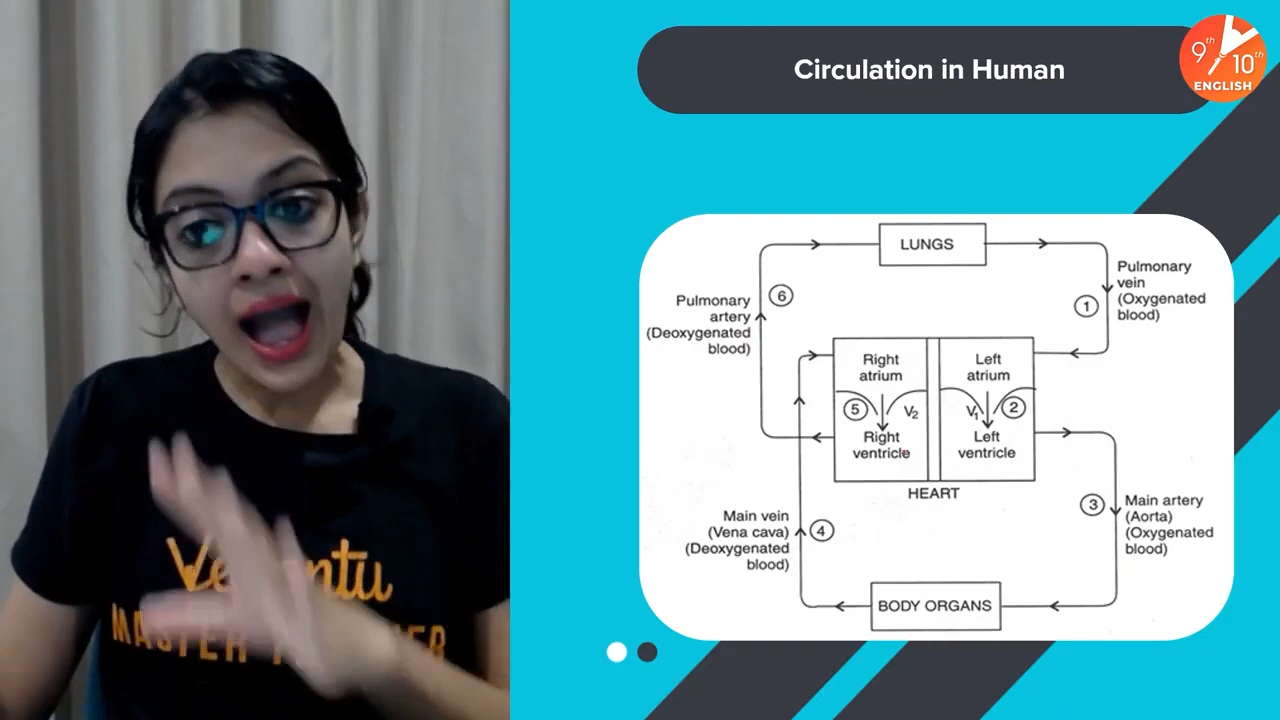 Circulation in Human
9th
10th
ENGLISH
LUNGS
Pulmonary
vein
(Oxygenated
blood)
1
6
Pulmonary
artery
(Deoxygenated
blood)
Right
atrium
Left
atrium
5
V2
V1
2
Right
ventricle
Left
ventricle
HEART
3
Main artery
(Aorta)
(Oxygenated
blood)
Main vein
(Vena cava)
(Deoxygenated
blood)
4
BODY ORGANS